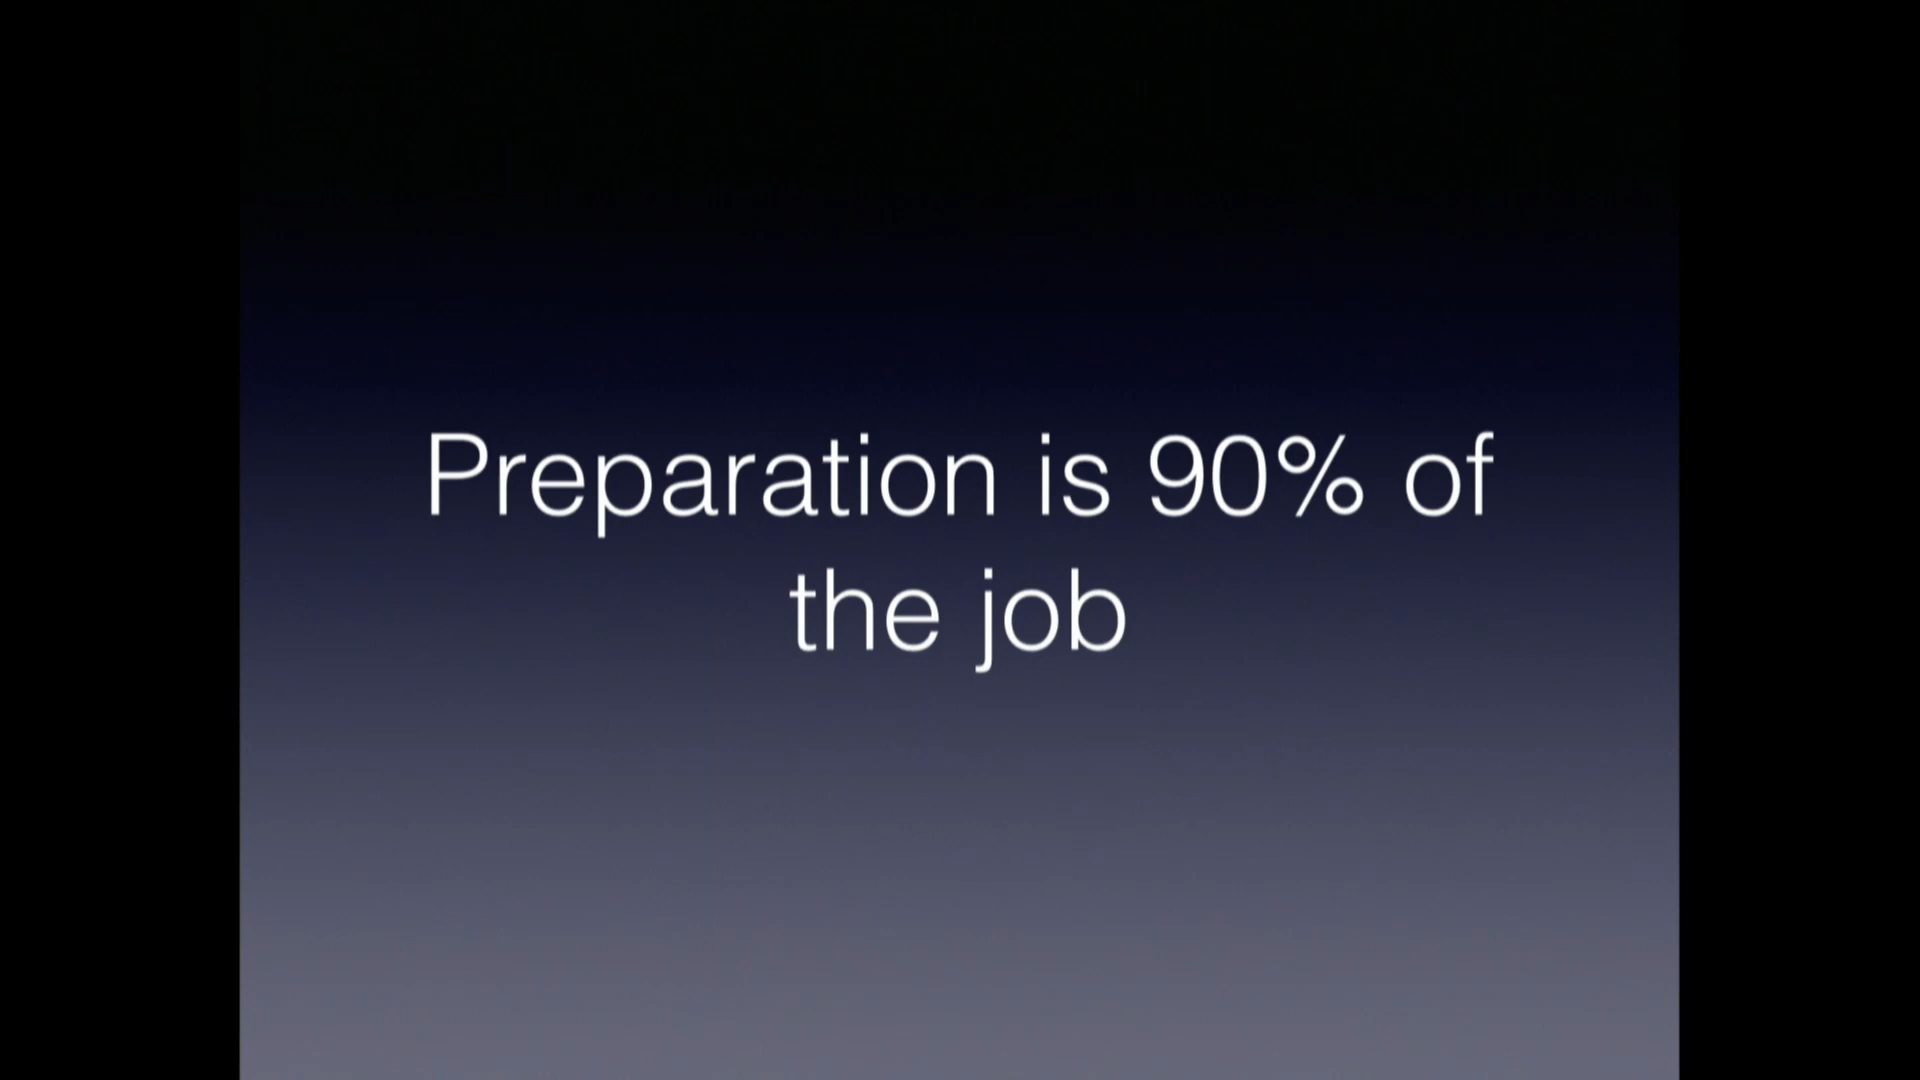 Preparation is 90% of
the job